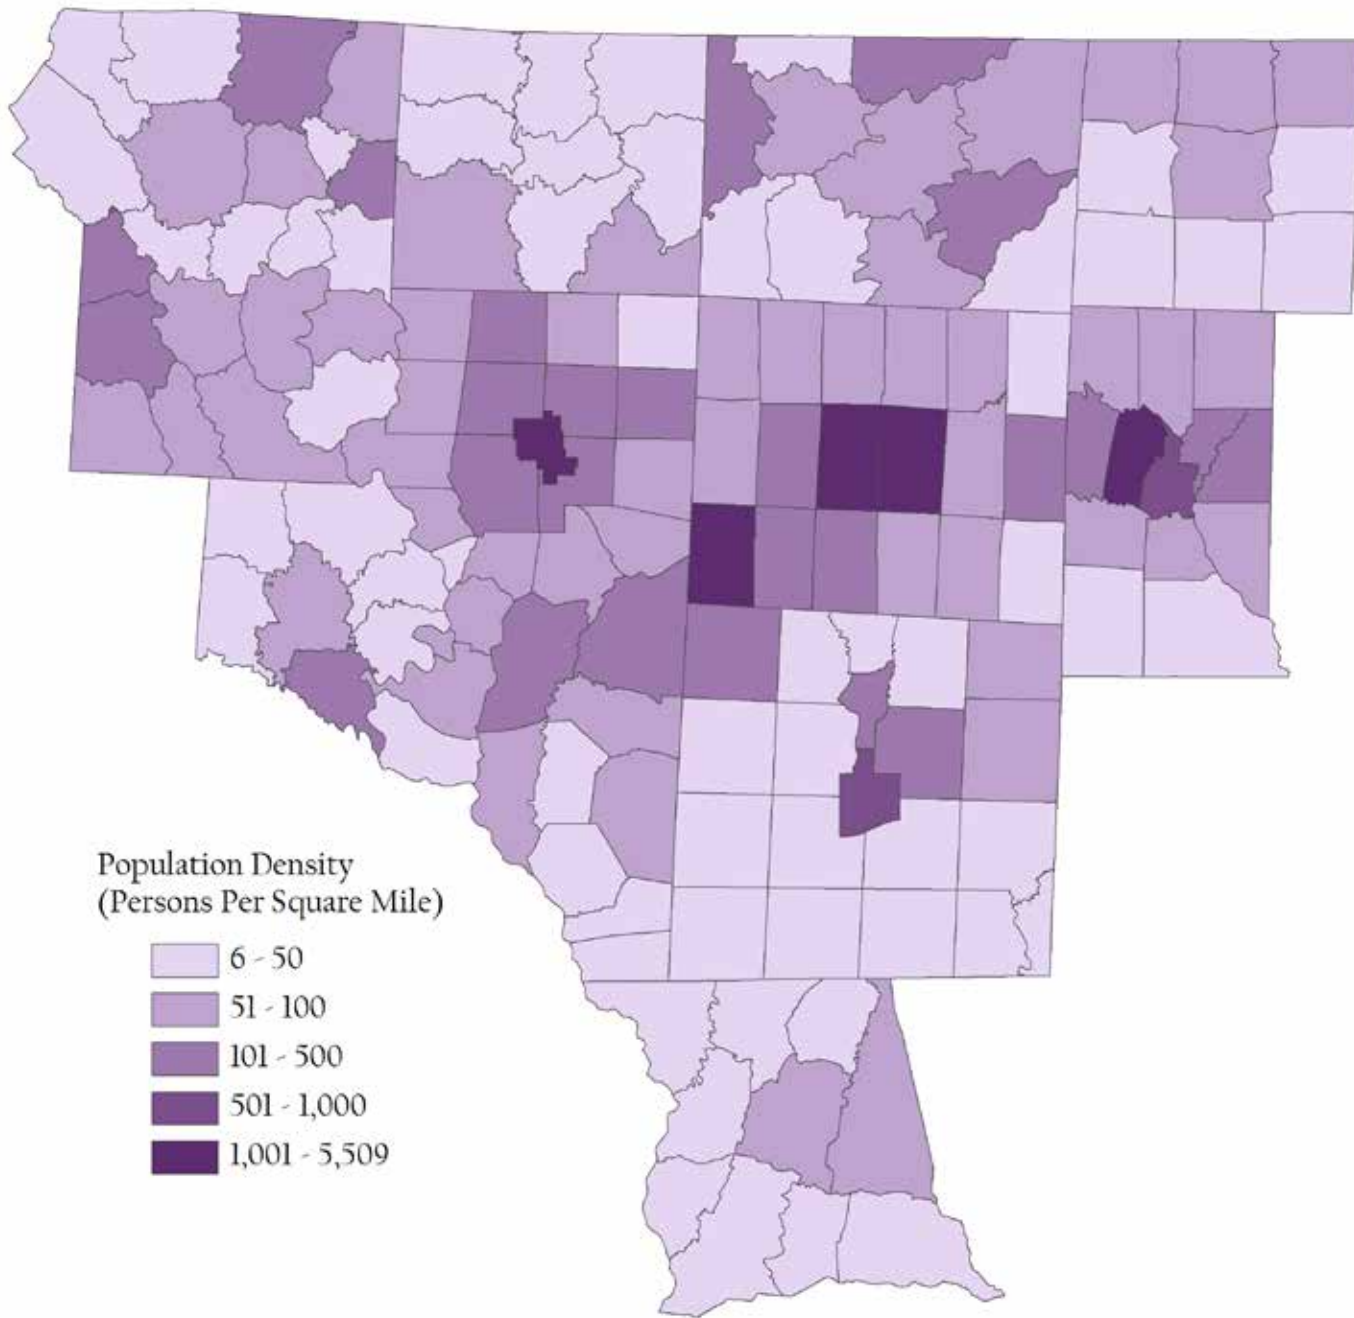 Population Density
(Persons Per Square Mile)
6 - 50
51 - 100
101 - 500
501 - 1,000
1,001 - 5,509